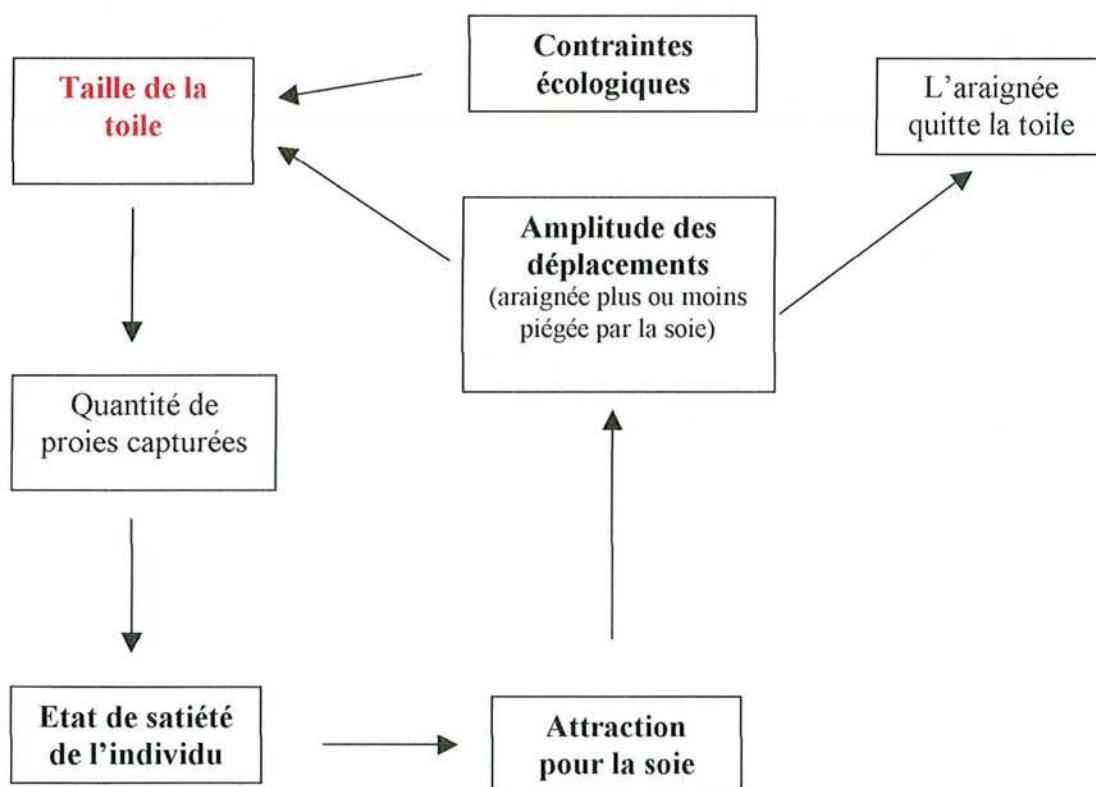 Contraintes
écologiques
Taille de la
toile
L'araignée
quitte la toile
Amplitude des
déplacements
(araignée plus ou moins
piégée par la soie)
Quantité de
proies capturées
Etat de satiété
de l'individu
Attraction
pour la soie